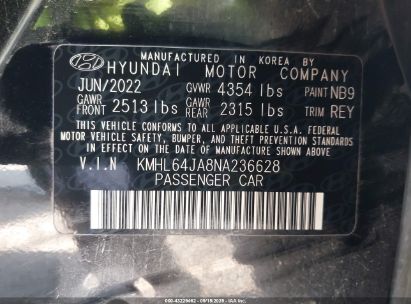 MANUFACTURED IN KOREA BY
HYUNDAI MOTOR COMPANY
JUN/2022 GVWR 4354 lbs PAINT NB9
GAWR FRONT 2513 lbs GAWR REAR 2315 lbs TRIM REY
THIS VEHICLE CONFORMS TO ALL APPLICABLE U.S.A. FEDERAL
MOTOR VEHICLE SAFETY, BUMPER, AND THEFT PREVENTION
STANDARDS IN EFFECT ON THE DATE OF MANUFACTURE SHOWN ABOVE.
V.I.N KMHL64JA8NA236628
PASSENGER CAR